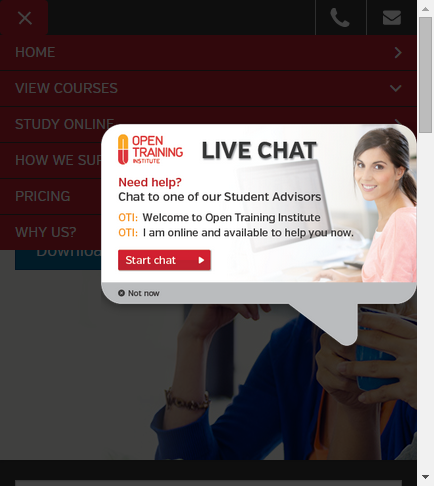 HOME
VIEW COURSES
STUDY ONLINE
HOW WE
PRICING
WHY US?
OPEN
TRAINING
INSTITUTE
LIVE CHAT
Need help?
Chat to one of our Student Advisors
OTI: Welcome to Open Training Institute
OTI: I am online and available to help you now.
Start chat
Not now